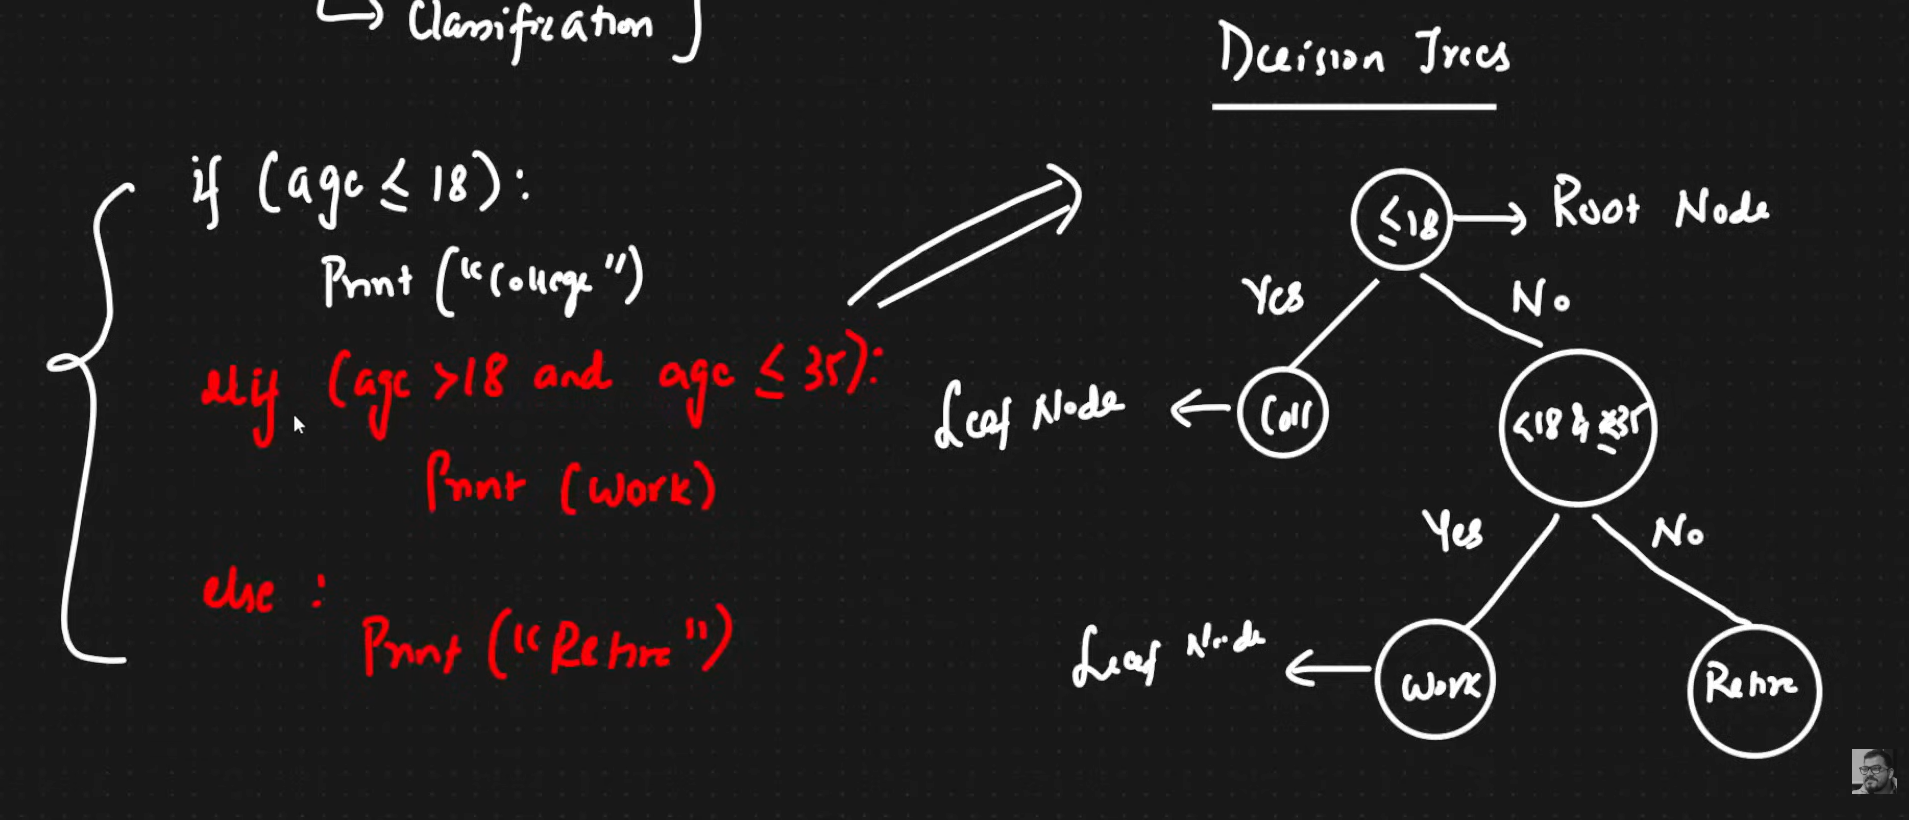 ↳ Classification ]
if (age ≤ 18):
Print ("College")
elif (age >18 and age ≤ 35):
Print (Work)
else :
Print ("Retire")
Decision Trees
≤18 → Root Node
Yes
No
Leaf Node ← Coll
<18 & ≤35
Yes
No
Leaf Node ← Work
Retire